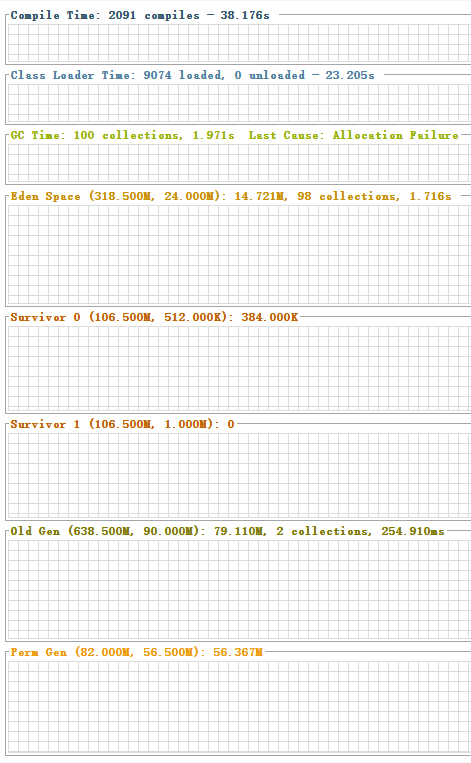 Compile Time: 2091 compiles - 38.176s
Class Loader Time: 9074 loaded, 0 unloaded - 23.205s
GC Time: 100 collections, 1.971s  Last Cause: Allocation Failure
Eden Space (318.500M, 24.000M): 14.721M, 98 collections, 1.716s
Survivor 0 (106.500M, 512.000K): 384.000K
Survivor 1 (106.500M, 1.000M): 0
Old Gen (638.500M, 90.000M): 79.110M, 2 collections, 254.910ms
Perm Gen (82.000M, 56.500M): 56.367M